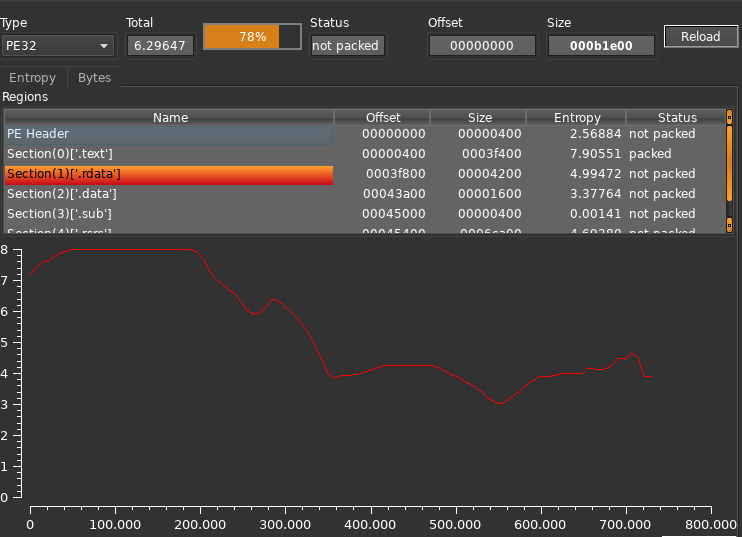 Type Total Status Offset Size
PE32 6.29647 78% not packed 00000000 000b1e00 Reload
Entropy Bytes
Regions
Name Offset Size Entropy Status
PE Header 00000000 00000400 2.56884 not packed
Section(0)['.text'] 00000400 0003f400 7.90551 packed
Section(1)['.rdata'] 0003f800 00004200 4.99472 not packed
Section(2)['.data'] 00043a00 00001600 3.37764 not packed
Section(3)['.sub'] 00045000 00000400 0.00141 not packed
Section(4)['.rsrc'] 00045400 0006ca00 4.69280 not packed
8
7
6
5
4
3
2
1
0
0 100.000 200.000 300.000 400.000 500.000 600.000 700.000 800.000